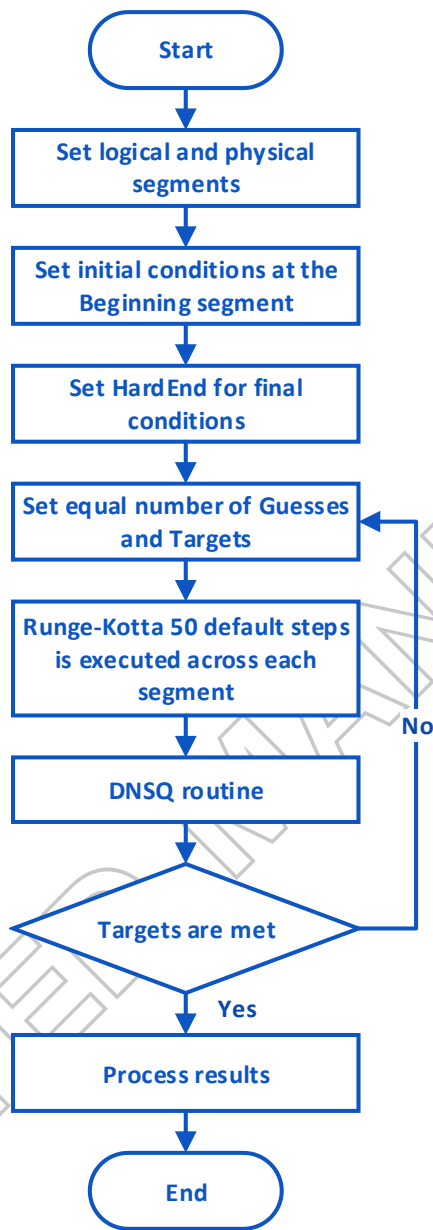 Start
Set logical and physical
segments
Set initial conditions at the
Beginning segment
Set HardEnd for final
conditions
Set equal number of Guesses
and Targets
Runge-Kotta 50 default steps
is executed across each
segment
No
DNSQ routine
Targets are met
Yes
Process results
End